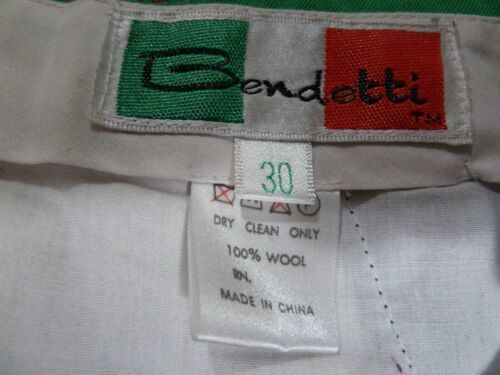 Bendetti
TM
30
DRY CLEAN ONLY
100% WOOL
RN.
MADE IN CHINA